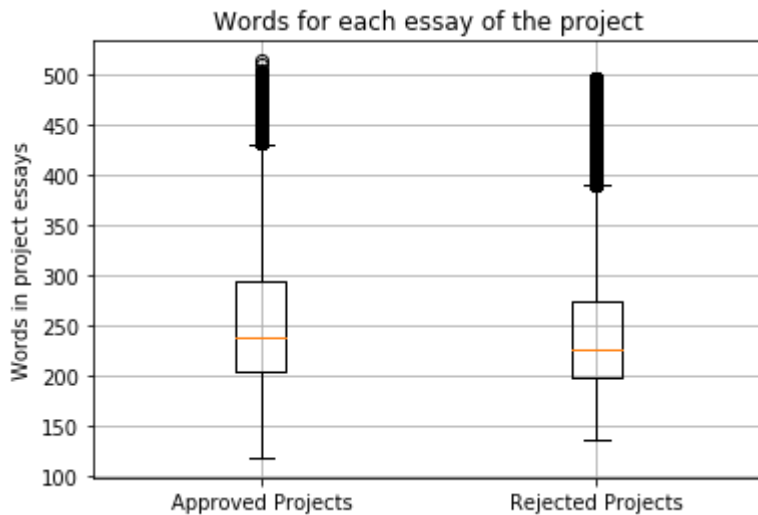 Words for each essay of the project
Words in project essays
500
450
400
350
300
250
200
150
100
Approved Projects
Rejected Projects